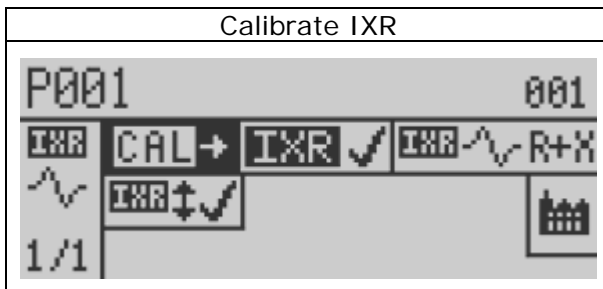 Calibrate IXR
P001 001
IXR CAL IXR IXR R+X
IXR
1/1